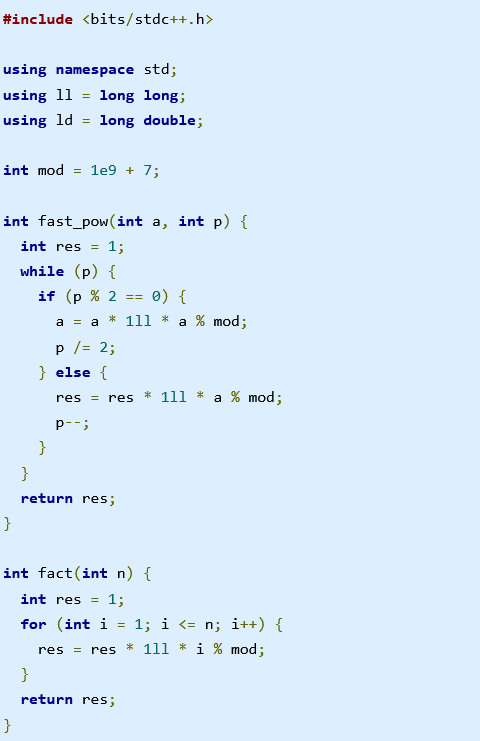 #include <bits/stdc++.h>

using namespace std;
using ll = long long;
using ld = long double;

int mod = 1e9 + 7;

int fast_pow(int a, int p) {
  int res = 1;
  while (p) {
    if (p % 2 == 0) {
      a = a * 1ll * a % mod;
      p /= 2;
    } else {
      res = res * 1ll * a % mod;
      p--;
    }
  }
  return res;
}

int fact(int n) {
  int res = 1;
  for (int i = 1; i <= n; i++) {
    res = res * 1ll * i % mod;
  }
  return res;
}